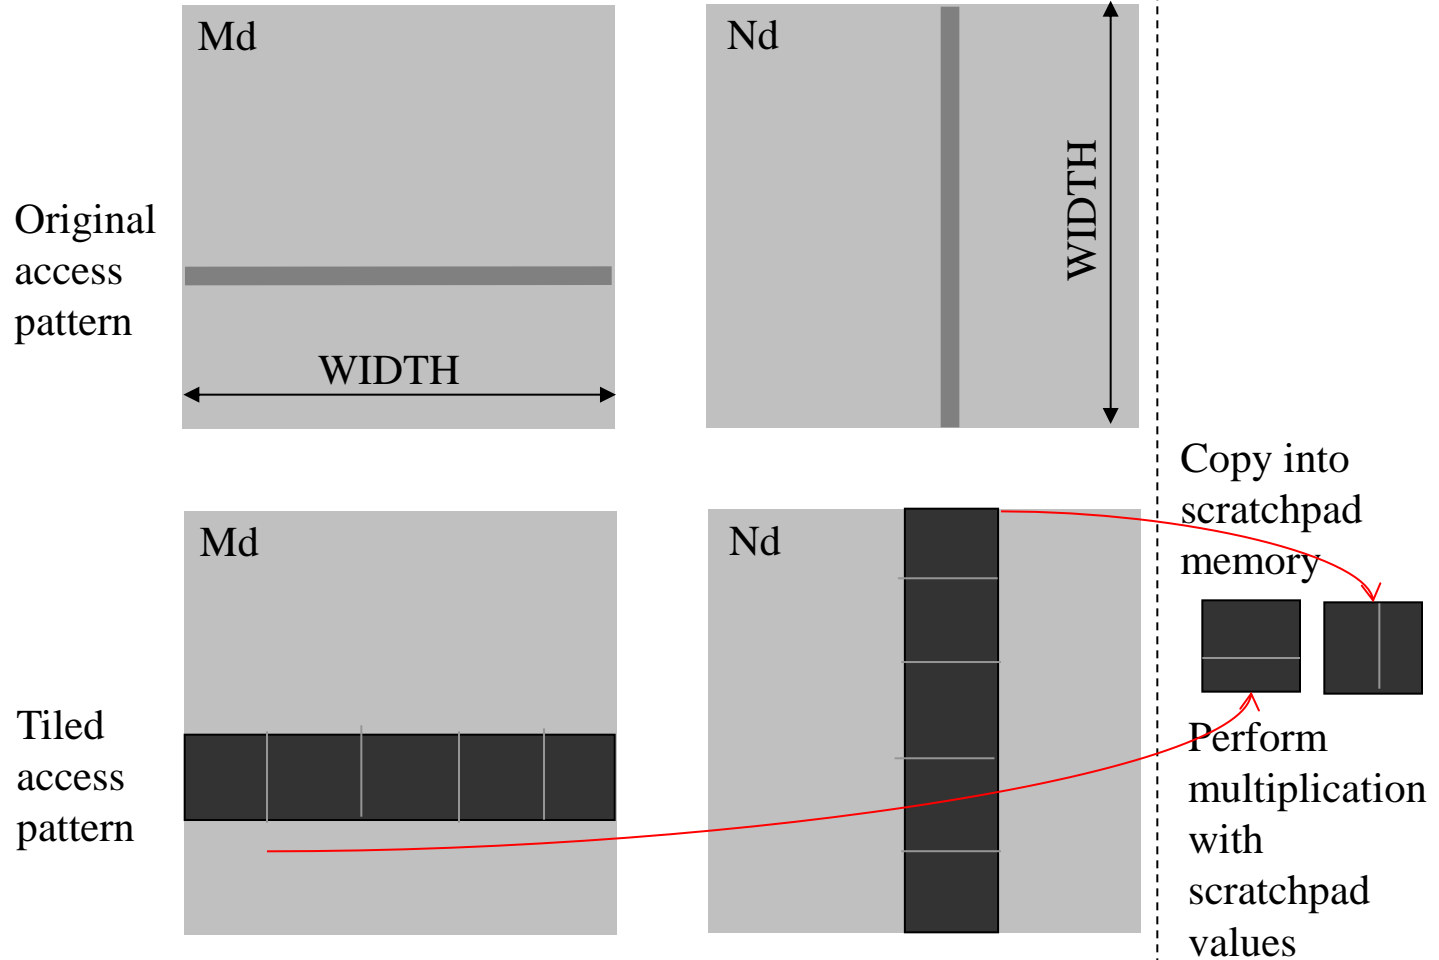 Md
Nd
WIDTH
Original
access
pattern
WIDTH
Copy into
scratchpad
memory
Md
Nd
Tiled
access
pattern
Perform
multiplication
with
scratchpad
values